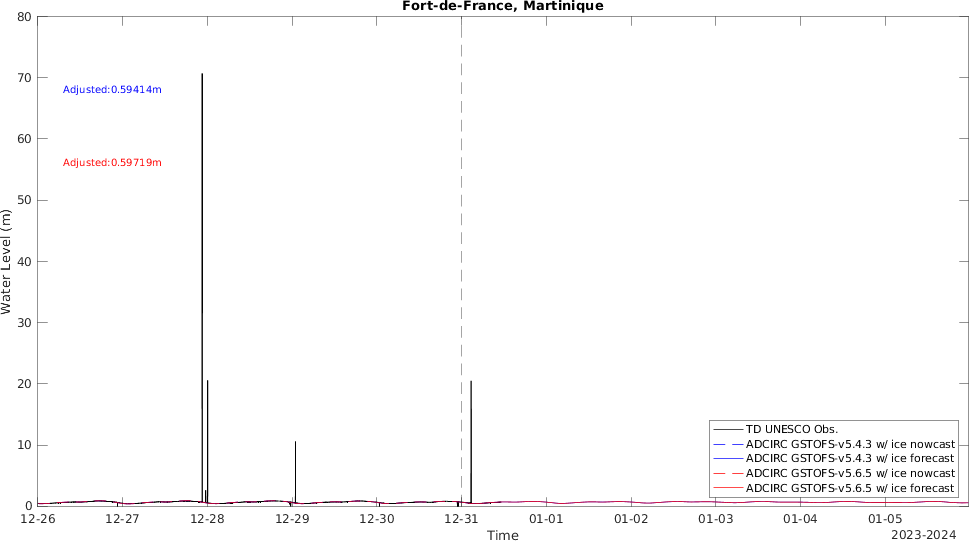 Fort-de-France, Martinique
80
70
60
50
40
30
20
10
0
Water Level (m)
Adjusted:0.59414m
Adjusted:0.59719m
TD UNESCO Obs.
ADCIRC GSTOFS-v5.4.3 w/ ice nowcast
ADCIRC GSTOFS-v5.4.3 w/ ice forecast
ADCIRC GSTOFS-v5.6.5 w/ ice nowcast
ADCIRC GSTOFS-v5.6.5 w/ ice forecast
12-26 12-27 12-28 12-29 12-30 12-31 01-01 01-02 01-03 01-04 01-05
Time
2023-2024